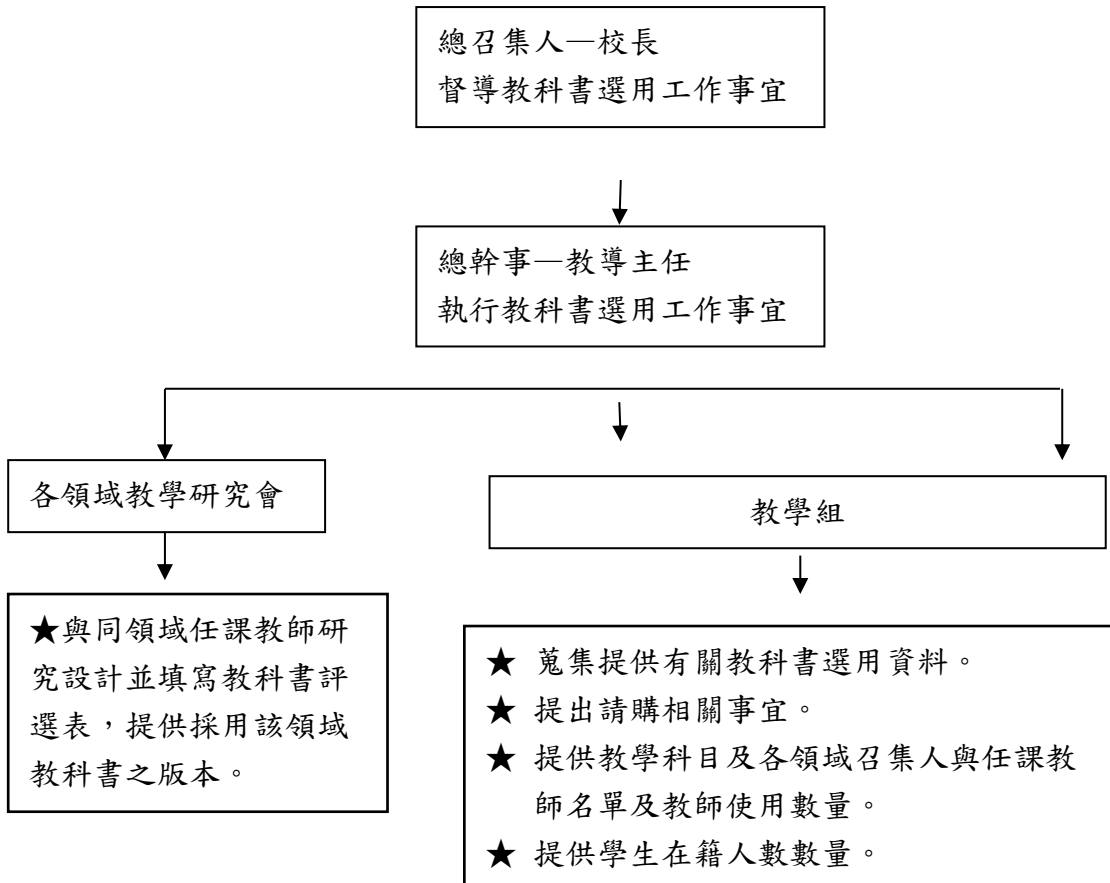 總召集人—校長
督導教科書選用工作事宜
總幹事—教導主任
執行教科書選用工作事宜
各領域教學研究會
教學組
★與同領域任課教師研
究設計並填寫教科書評
選表，提供採用該領域
教科書之版本。
★ 蒐集提供有關教科書選用資料。
★ 提出請購相關事宜。
★ 提供教學科目及各領域召集人與任課教
師名單及教師使用數量。
★ 提供學生在籍人數數量。